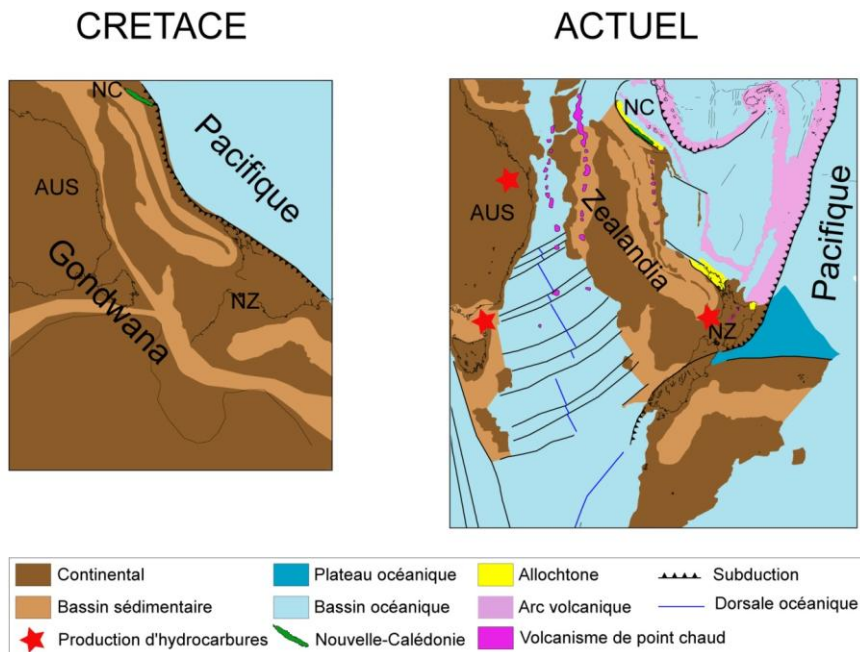 CRETACE
ACTUEL
NC
Pacifique
AUS
Gondwana
NZ
NC
AUS
Zealandia
Pacifique
NZ
Continental
Plateau océanique
Allochtone
Subduction
Bassin sédimentaire
Bassin océanique
Arc volcanique
Dorsale océanique
Production d'hydrocarbures
Nouvelle-Calédonie
Volcanisme de point chaud